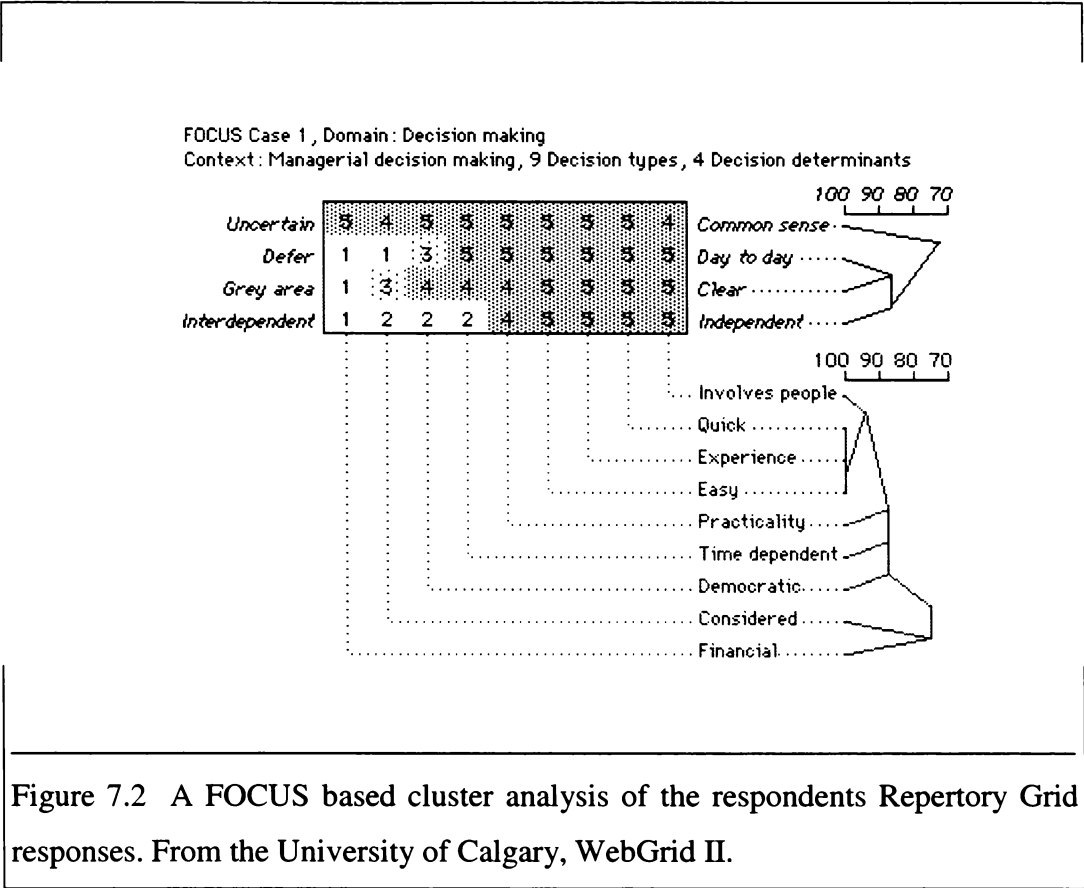 FOCUS Case 1, Domain: Decision making
Context: Managerial decision making, 9 Decision types, 4 Decision determinants
100 90 80 70
Uncertain 5 4 5 5 5 5 5 5 4 Common sense
Defer 1 1 3 5 5 5 5 5 5 Day to day
Grey area 1 3 4 4 4 5 5 5 5 Clear
Interdependent 1 2 2 2 4 5 5 5 5 Independent
100 90 80 70
Involves people
Quick
Experience
Easy
Practicality
Time dependent
Democratic
Considered
Financial
Figure 7.2 A FOCUS based cluster analysis of the respondents Repertory Grid
responses. From the University of Calgary, WebGrid II.